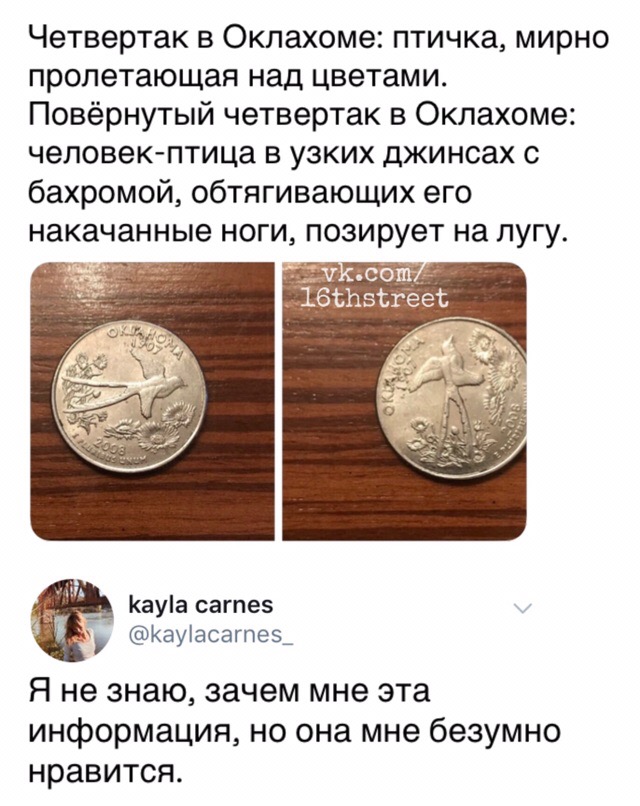 Четвертак в Оклахоме: птичка, мирно
пролетающая над цветами.
Повёрнутый четвертак в Оклахоме:
человек-птица в узких джинсах с
бахромой, обтягивающих его
накачанные ноги, позирует на лугу.
vk.com/
16thstreet
OKLAHOMA
1907
2008
E PLURIBUS UNUM
OKLAHOMA
1907
2008
kayla carnes
@kaylacarnes_
Я не знаю, зачем мне эта
информация, но она мне безумно
нравится.